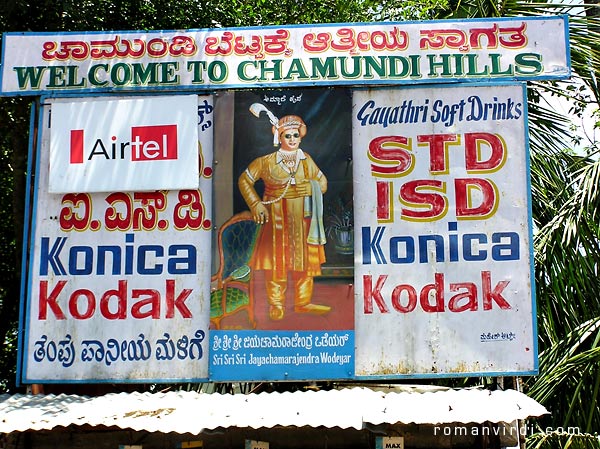 ಚಾಮುಂಡಿ ಬೆಟ್ಟಕ್ಕೆ ಆತ್ಮೀಯ ಸ್ವಾಗತ
WELCOME TO CHAMUNDI HILLS
Airtel
ಐ.ಎಸ್.ಡಿ.
Konica
Kodak
ತಂಪು ಪಾನೀಯ ಮಳಿಗೆ
ಶ್ರೀ ಶ್ರೀ ಶ್ರೀ ಜಯಚಾಮರಾಜೇಂದ್ರ ಒಡೆಯರ್
Sri Sri Sri Jayachamarajendra Wodeyar
Gayathri Soft Drinks
STD
ISD
Konica
Kodak
romanvirdi.com
MAX